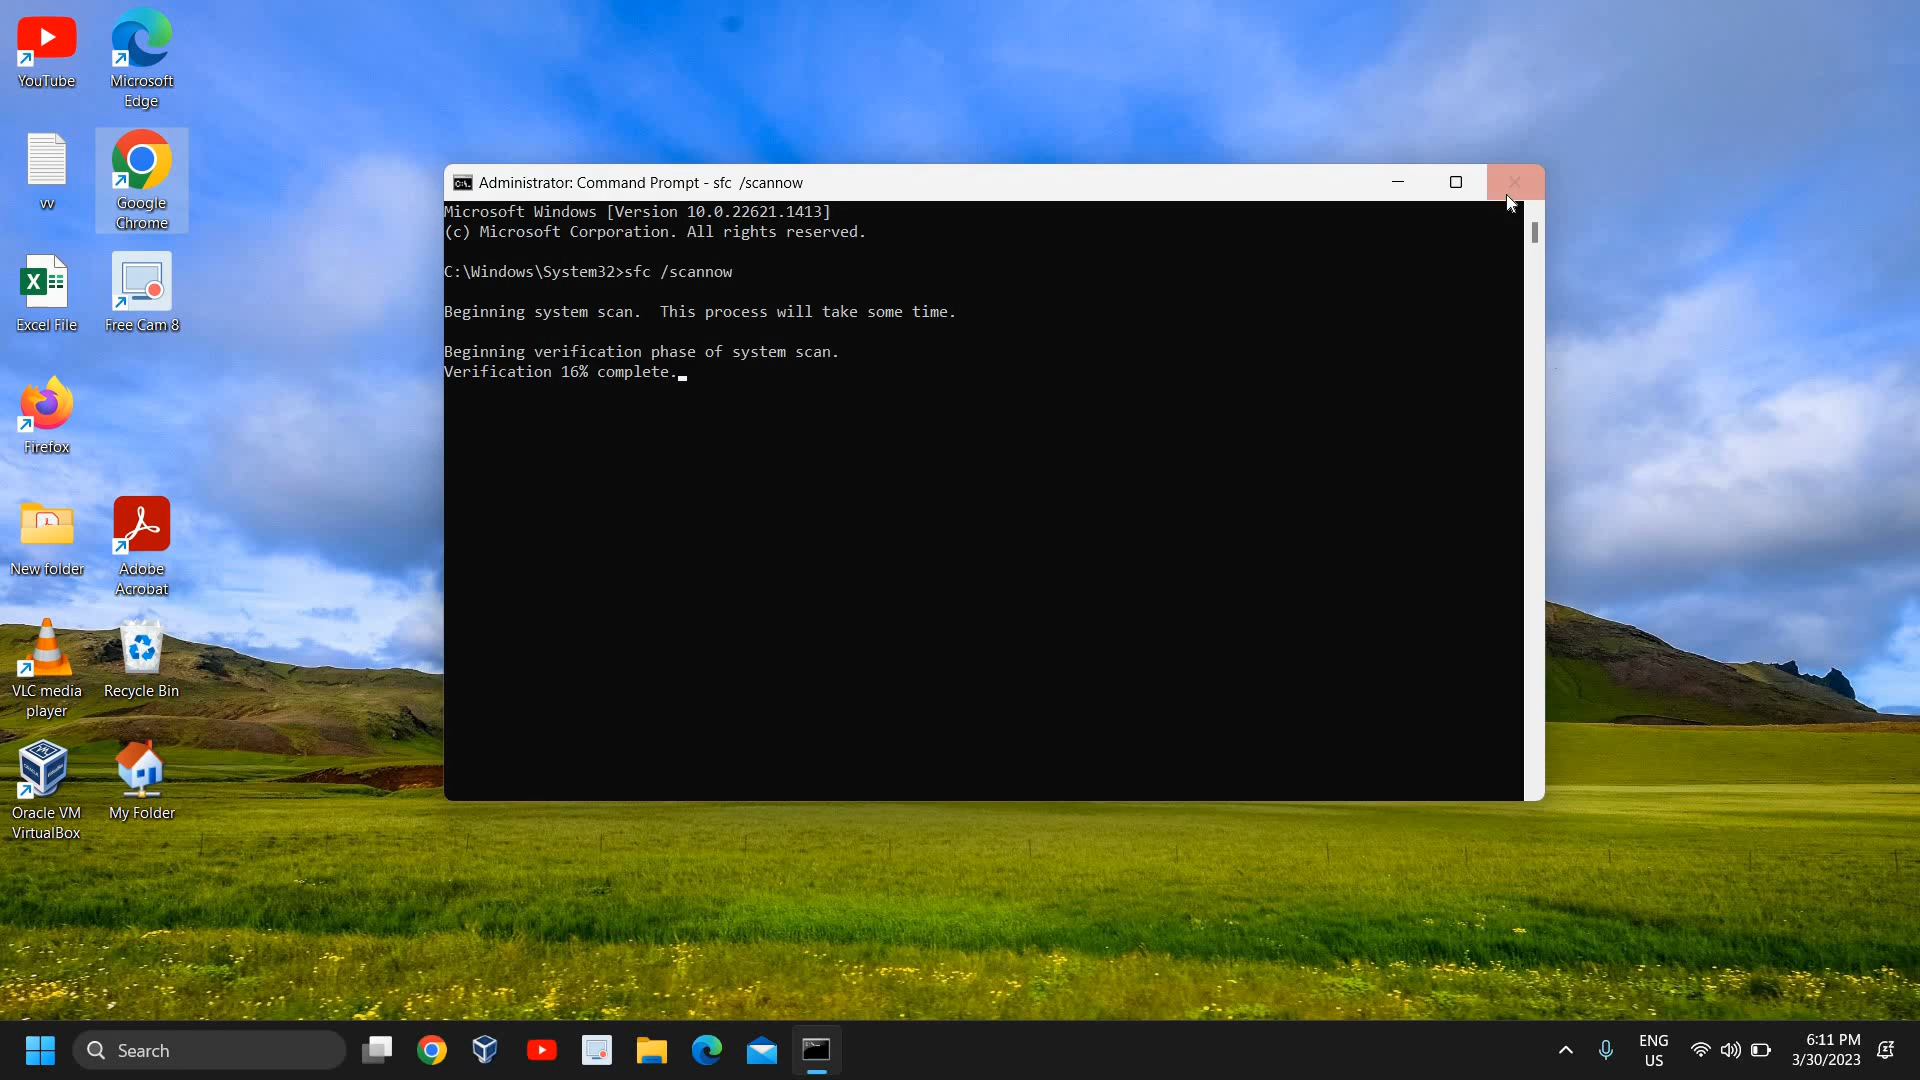 YouTube
Microsoft
Edge
vv
Google
Chrome
Excel File
Free Cam 8
Firefox
New folder
Adobe
Acrobat
VLC media
player
Recycle Bin
Oracle VM
VirtualBox
My Folder
Administrator: Command Prompt - sfc  /scannow
Microsoft Windows [Version 10.0.22621.1413]
(c) Microsoft Corporation. All rights reserved.
C:\Windows\System32>sfc /scannow
Beginning system scan.  This process will take some time.
Beginning verification phase of system scan.
Verification 16% complete.
Search
ENG
US
6:11 PM
3/30/2023